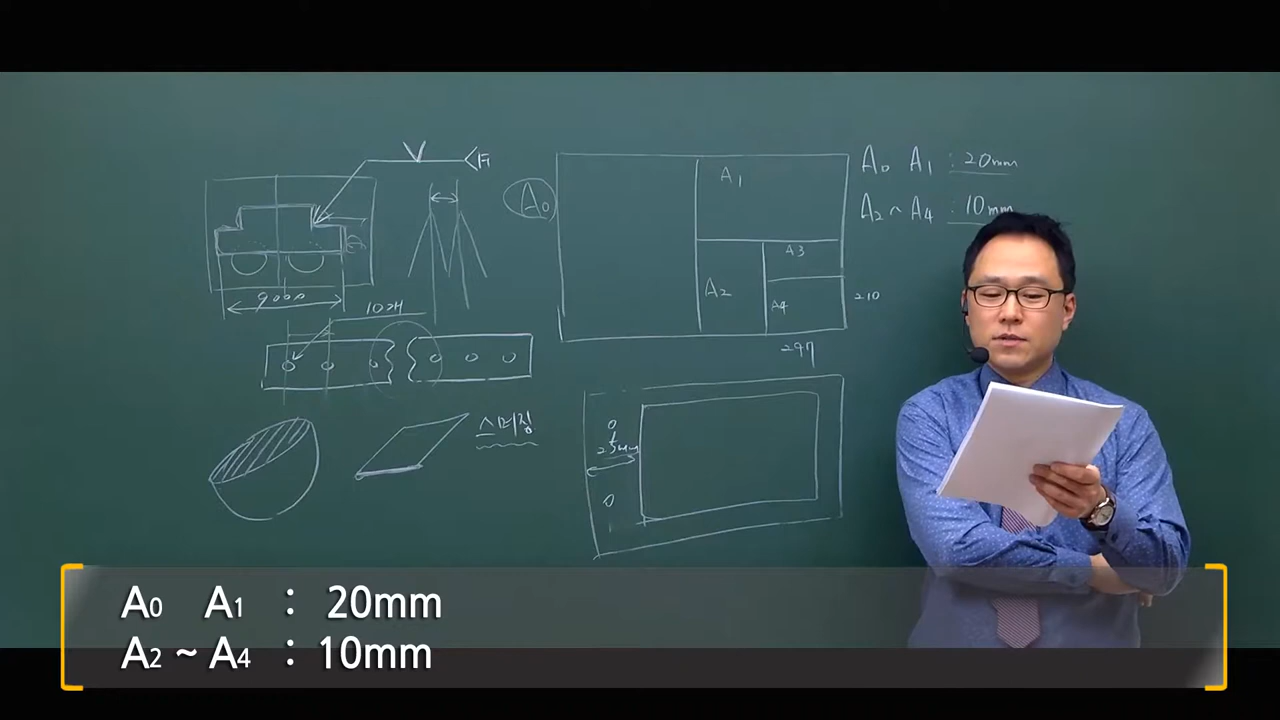 A₀ A₁ : 20mm
A₂ ~ A₄ : 10mm
A₀
A₁
A₂
A3
A4
210
297
9000
10개
스머징
25mm
A₀ A₁ : 20mm
A₂ ~ A₄ : 10mm